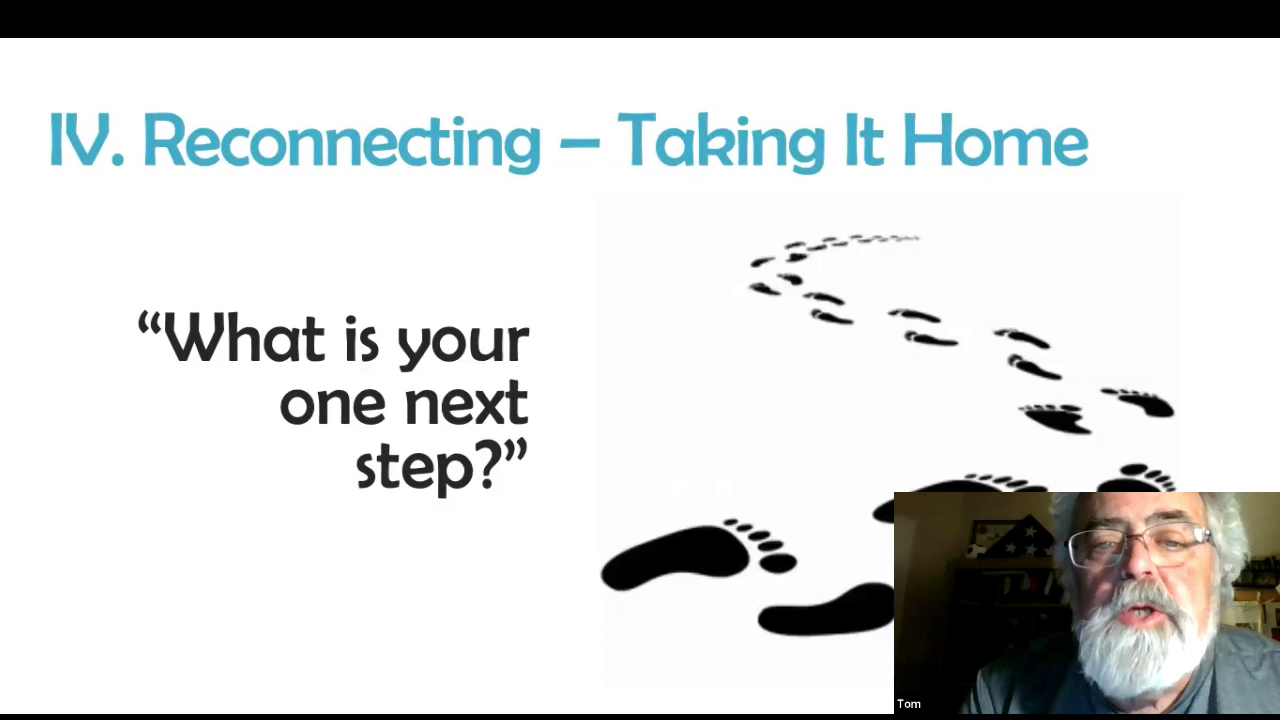 IV. Reconnecting – Taking It Home
“What is your
one next
step?”
Tom